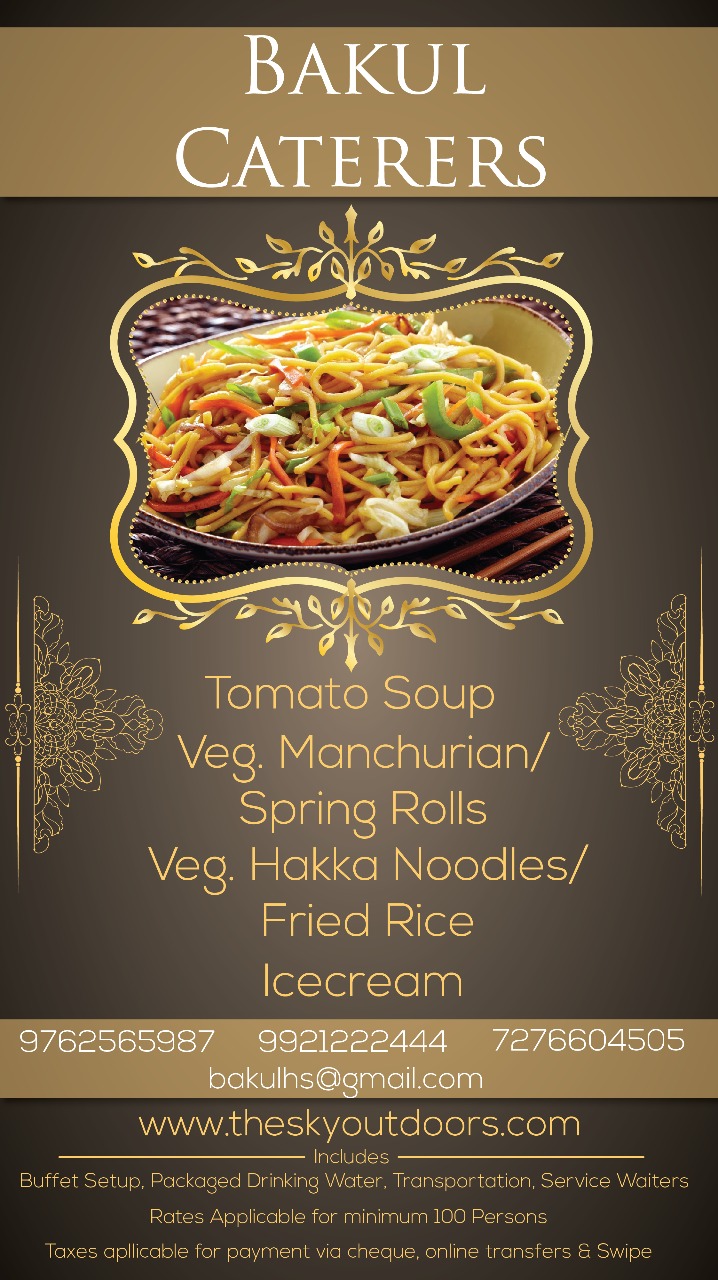 BAKUL
CATERERS
Tomato Soup
Veg. Manchurian/
Spring Rolls
Veg. Hakka Noodles/
Fried Rice
Icecream
9762565987 9921222444 7276604505
bakulhs@gmail.com
www.theskyoutdoors.com
Includes
Buffet Setup, Packaged Drinking Water, Transportation, Service Waiters
Rates Applicable for minimum 100 Persons
Taxes apllicable for payment via cheque, online transfers & Swipe